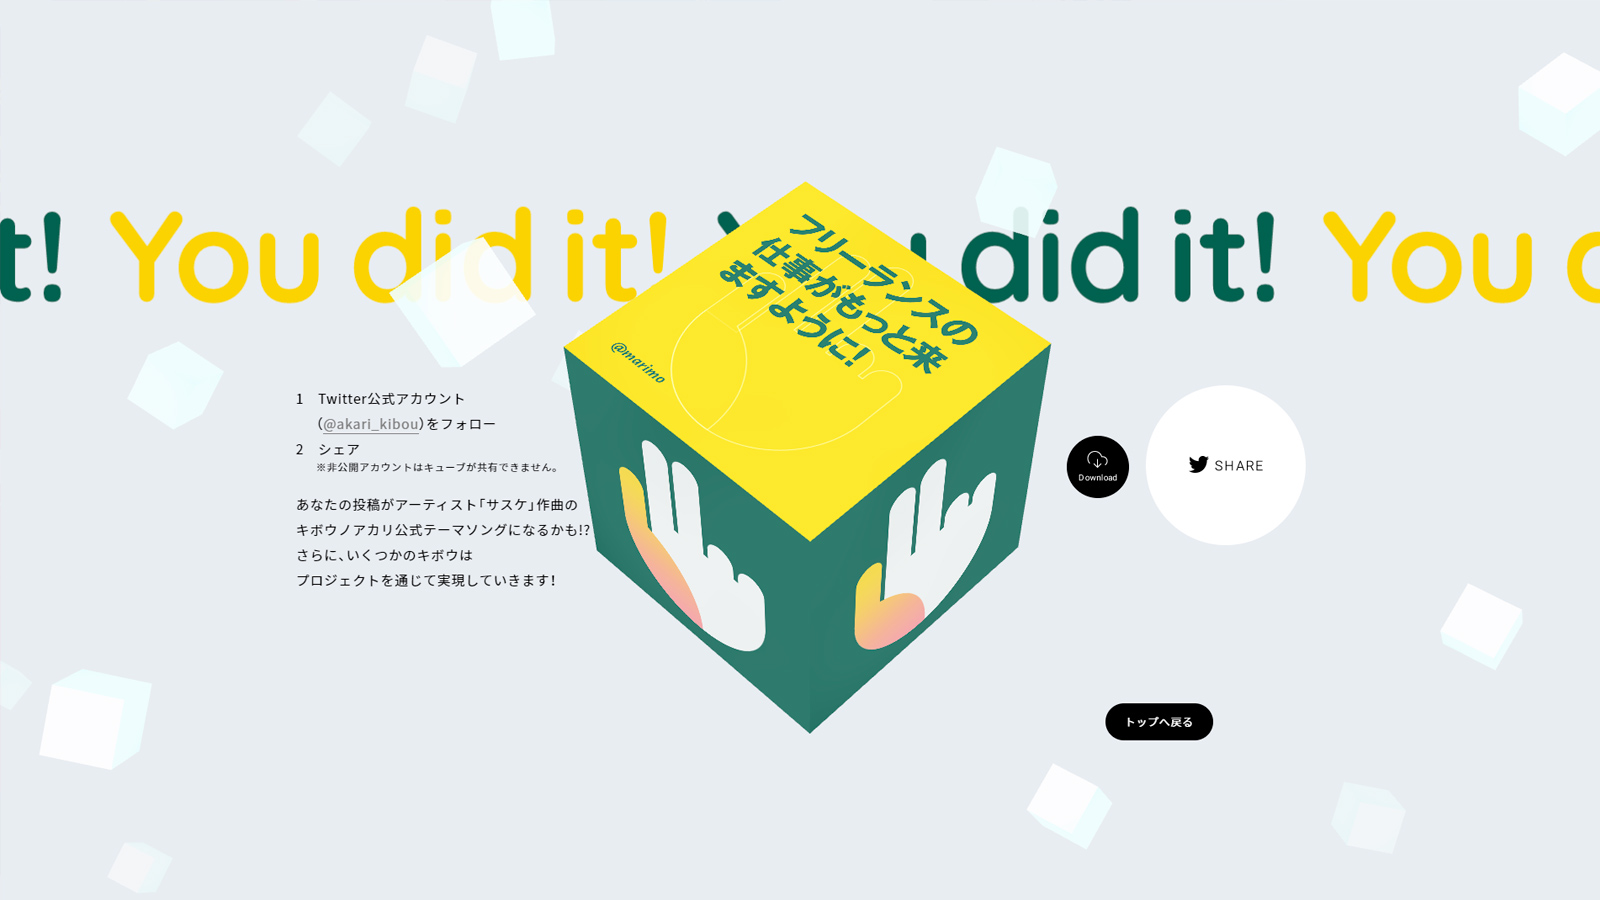 t! You did it! You did it! You d
フリーランスの
仕事がもっと来
ますように!
@marimo
1 Twitter公式アカウント
（@akari_kibou）をフォロー
2 シェア
※非公開アカウントはキューブが共有できません。
あなたの投稿がアーティスト「サスケ」作曲の
キボウノアカリ公式テーマソングになるかも!?
さらに、いくつかのキボウは
プロジェクトを通じて実現していきます!
Download
SHARE
トップへ戻る